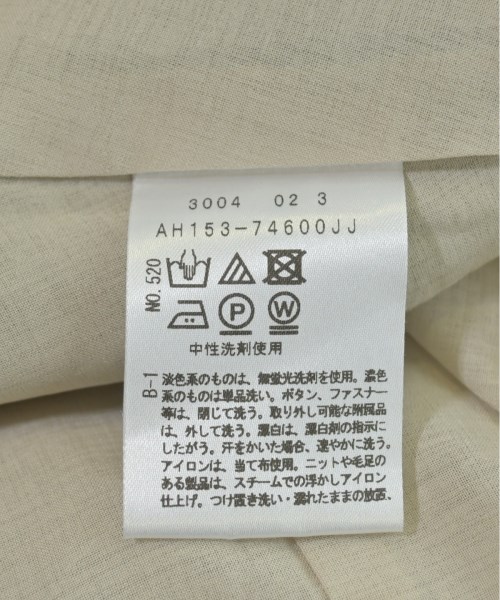 3004 02 3
AH153-74600JJ
NO.520
P W
中性洗剤使用
B-1
淡色系のものは、無蛍光洗剤を使用。濃色
系のものは単品洗い。ボタン、ファスナー
等は、閉じて洗う。取り外し可能な附属品
は、外して洗う。漂白は、漂白剤の指示に
したがう。汗をかいた場合、速やかに洗う。
アイロンは、当て布使用。ニットや毛足の
ある製品は、スチームでの浮かしアイロン
仕上げ。つけ置き洗い・濡れたままの放置、